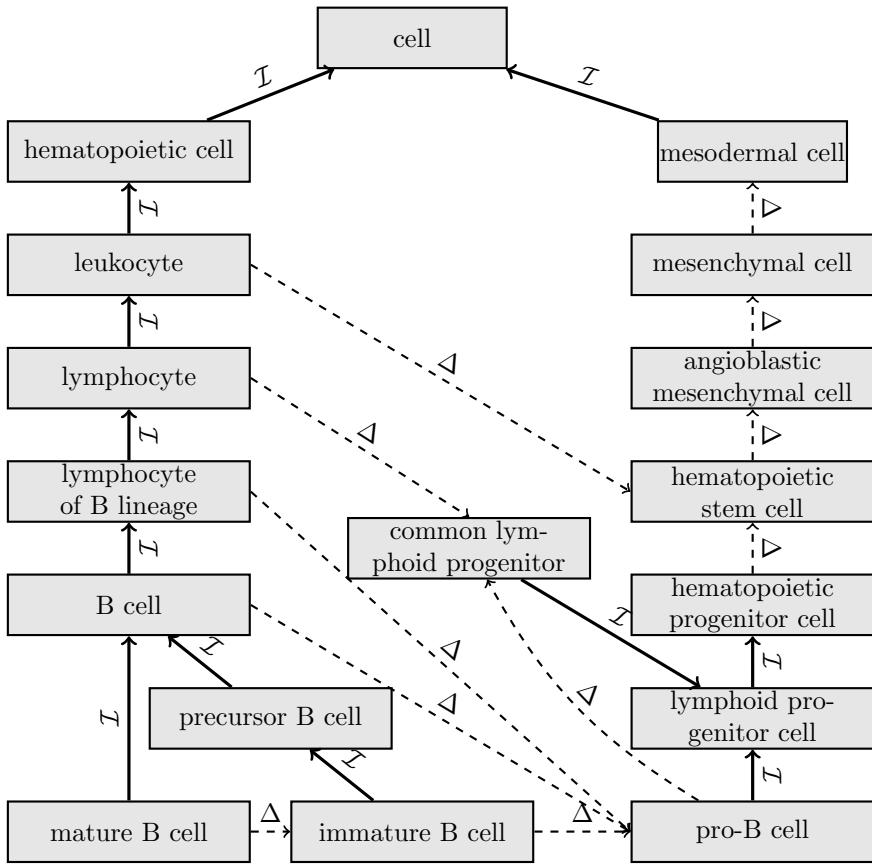 cell
ℐ
ℐ
hematopoietic cell
mesodermal cell
ℐ
Δ
leukocyte
mesenchymal cell
ℐ
Δ
Δ
lymphocyte
angioblastic
mesenchymal cell
ℐ
Δ
Δ
lymphocyte
of B lineage
hematopoietic
stem cell
common lym-
phoid progenitor
ℐ
Δ
B cell
hematopoietic
progenitor cell
ℐ
ℐ
Δ
ℐ
ℐ
Δ
Δ
precursor B cell
lymphoid pro-
genitor cell
ℐ
ℐ
Δ
Δ
mature B cell
immature B cell
pro-B cell